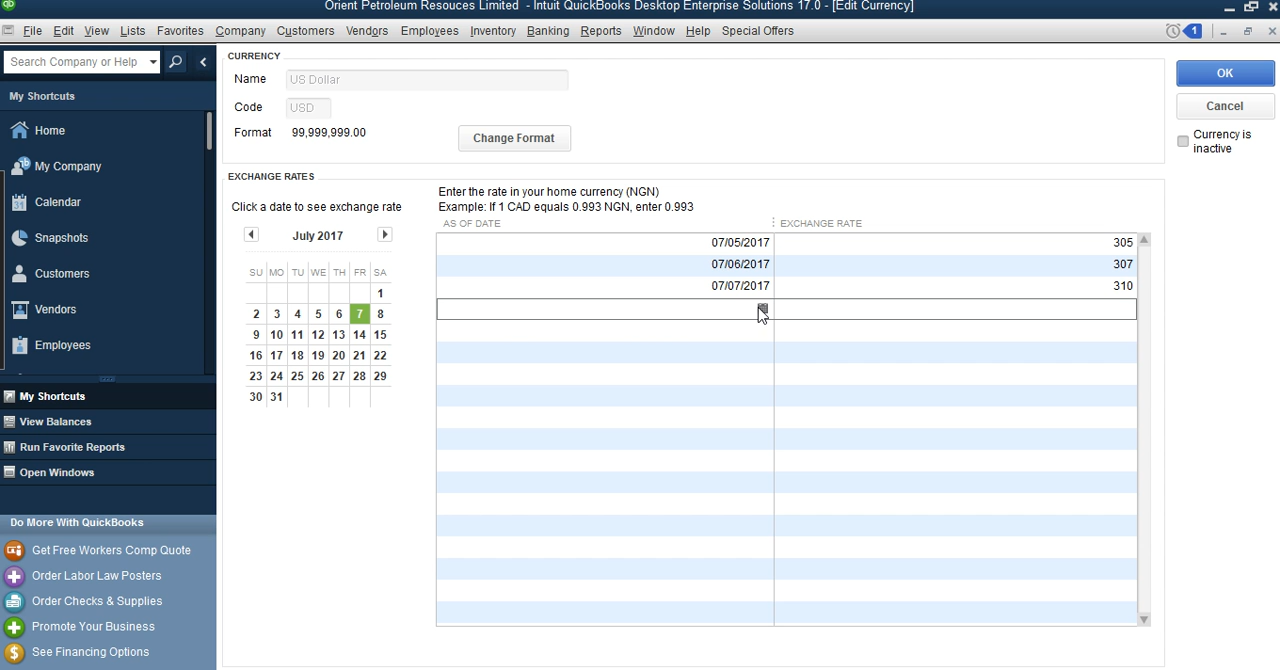 Orient Petroleum Resouces Limited - Intuit QuickBooks Desktop Enterprise Solutions 17.0 - [Edit Currency]
File Edit View Lists Favorites Company Customers Vendors Employees Inventory Banking Reports Window Help Special Offers 1
Search Company or Help
My Shortcuts
Home
My Company
Calendar
Snapshots
Customers
Vendors
Employees
My Shortcuts
View Balances
Run Favorite Reports
Open Windows
Do More With QuickBooks
Get Free Workers Comp Quote
Order Labor Law Posters
Order Checks & Supplies
Promote Your Business
See Financing Options
CURRENCY
Name US Dollar
Code USD
Format 99,999,999.00
Change Format
EXCHANGE RATES
Click a date to see exchange rate
July 2017
SU MO TU WE TH FR SA
1
2 3 4 5 6 7 8
9 10 11 12 13 14 15
16 17 18 19 20 21 22
23 24 25 26 27 28 29
30 31
Enter the rate in your home currency (NGN)
Example: If 1 CAD equals 0.993 NGN, enter 0.993
AS OF DATE EXCHANGE RATE
07/05/2017 305
07/06/2017 307
07/07/2017 310
OK
Cancel
Currency is
inactive